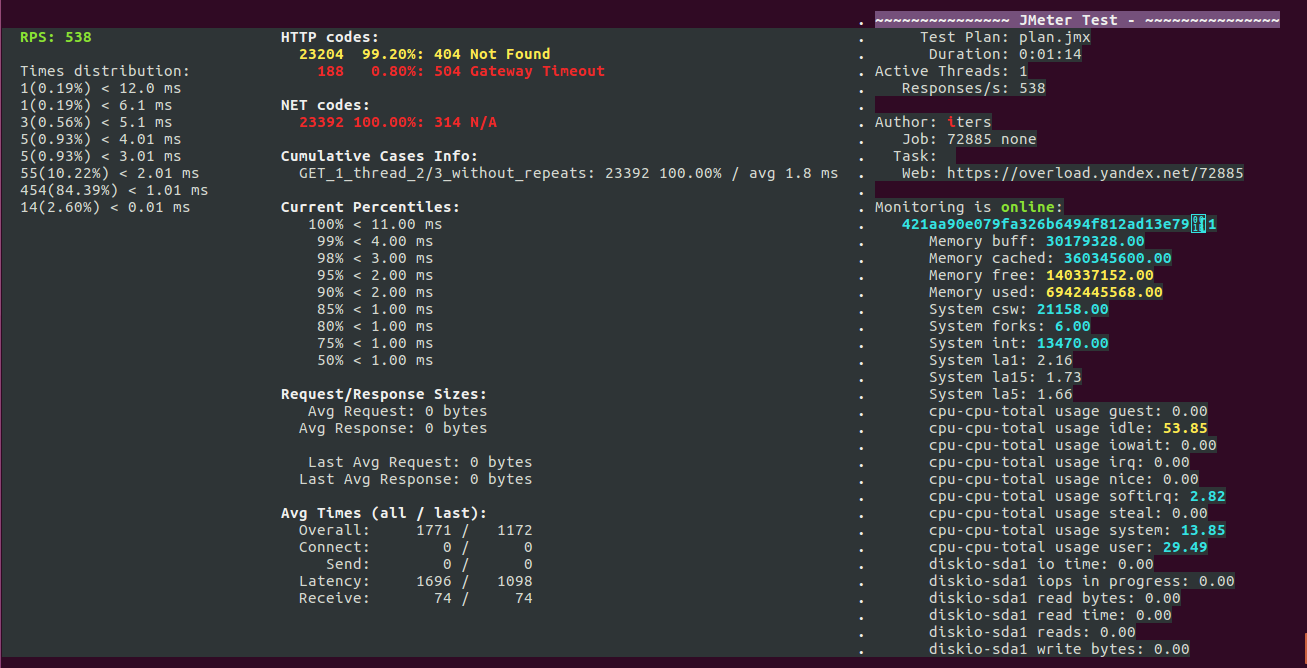 RPS: 538
Times distribution:
1(0.19%) < 12.0 ms
1(0.19%) < 6.1 ms
3(0.56%) < 5.1 ms
5(0.93%) < 4.01 ms
5(0.93%) < 3.01 ms
55(10.22%) < 2.01 ms
454(84.39%) < 1.01 ms
14(2.60%) < 0.01 ms
HTTP codes:
23204 99.20%: 404 Not Found
188 0.80%: 504 Gateway Timeout
NET codes:
23392 100.00%: 314 N/A
Cumulative Cases Info:
GET_1_thread_2/3_without_repeats: 23392 100.00% / avg 1.8 ms
Current Percentiles:
100% < 11.00 ms
99% < 4.00 ms
98% < 3.00 ms
95% < 2.00 ms
90% < 2.00 ms
85% < 1.00 ms
80% < 1.00 ms
75% < 1.00 ms
50% < 1.00 ms
Request/Response Sizes:
Avg Request: 0 bytes
Avg Response: 0 bytes
Last Avg Request: 0 bytes
Last Avg Response: 0 bytes
Avg Times (all / last):
Overall: 1771 / 1172
Connect: 0 / 0
Send: 0 / 0
Latency: 1696 / 1098
Receive: 74 / 74
~~~~~~~~~~~~~~~ JMeter Test - ~~~~~~~~~~~~~~~
Test Plan: plan.jmx
Duration: 0:01:14
Active Threads: 1
Responses/s: 538
Author: iters
Job: 72885 none
Task:
Web: https://overload.yandex.net/72885
Monitoring is online:
421aa90e079fa326b6494f812ad13e79 1
Memory buff: 30179328.00
Memory cached: 360345600.00
Memory free: 140337152.00
Memory used: 6942445568.00
System csw: 21158.00
System forks: 6.00
System int: 13470.00
System la1: 2.16
System la15: 1.73
System la5: 1.66
cpu-cpu-total usage guest: 0.00
cpu-cpu-total usage idle: 53.85
cpu-cpu-total usage iowait: 0.00
cpu-cpu-total usage irq: 0.00
cpu-cpu-total usage nice: 0.00
cpu-cpu-total usage softirq: 2.82
cpu-cpu-total usage steal: 0.00
cpu-cpu-total usage system: 13.85
cpu-cpu-total usage user: 29.49
diskio-sda1 io time: 0.00
diskio-sda1 iops in progress: 0.00
diskio-sda1 read bytes: 0.00
diskio-sda1 read time: 0.00
diskio-sda1 reads: 0.00
diskio-sda1 write bytes: 0.00